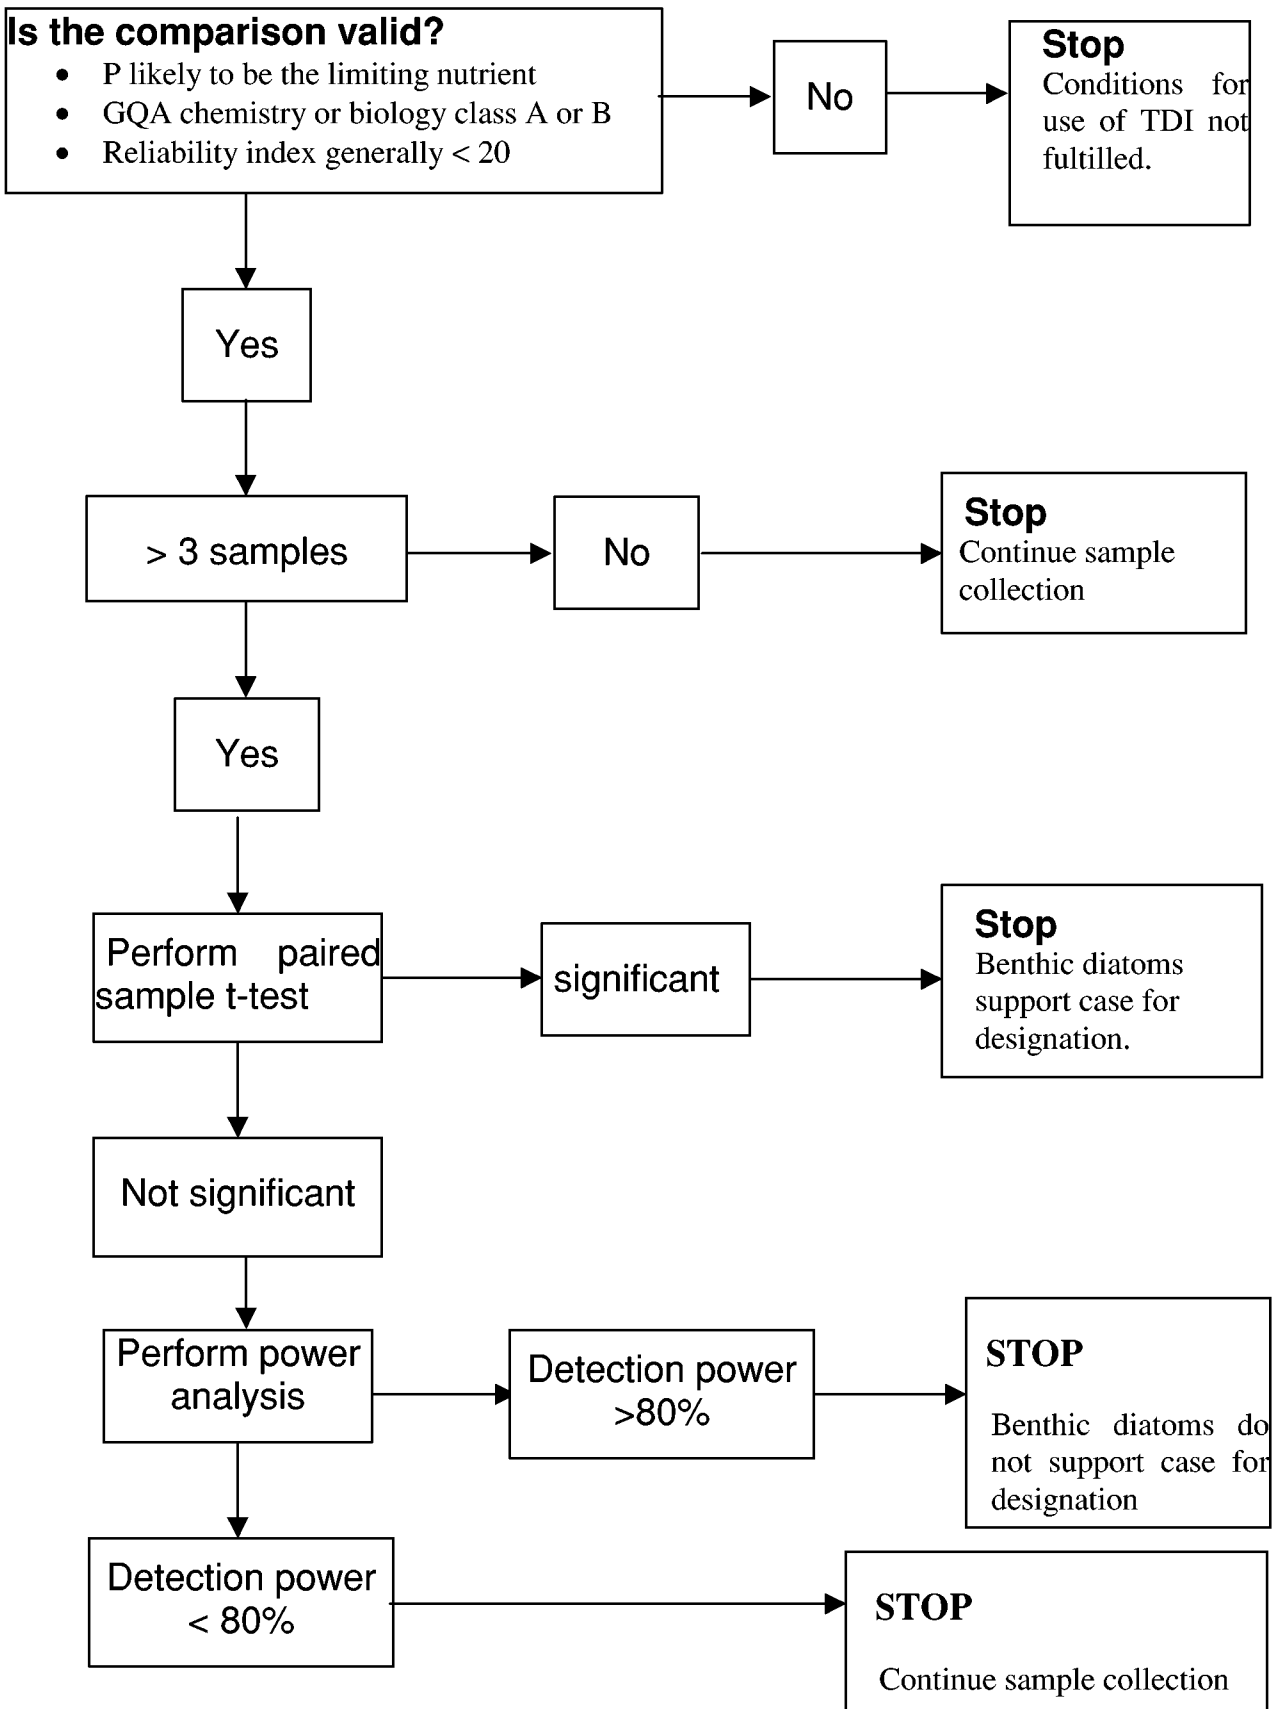 Is the comparison valid?
• P likely to be the limiting nutrient
• GQA chemistry or biology class A or B
• Reliability index generally < 20
No
Stop
Conditions for
use of TDI not
fultilled.
Yes
> 3 samples
No
Stop
Continue sample
collection
Yes
Perform paired
sample t-test
significant
Stop
Benthic diatoms
support case for
designation.
Not significant
Perform power
analysis
Detection power
>80%
STOP
Benthic diatoms do
not support case for
designation
Detection power
< 80%
STOP
Continue sample collection